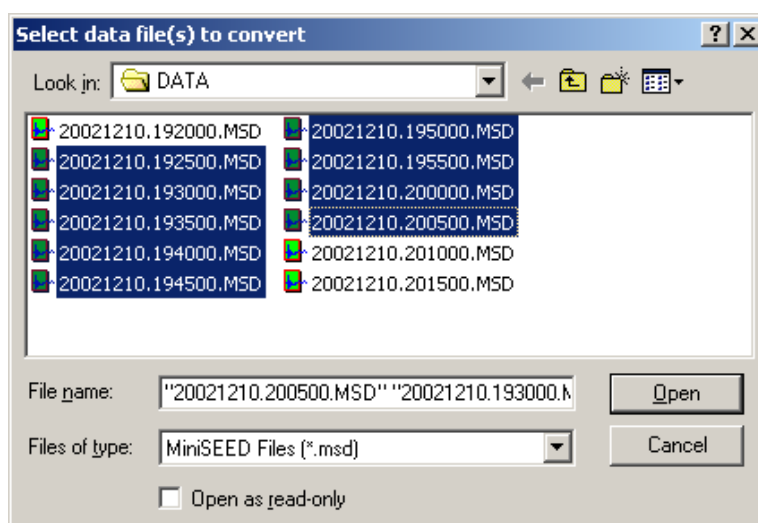 Select data file(s) to convert
Look in: DATA
20021210.192000.MSD 20021210.195000.MSD
20021210.192500.MSD 20021210.195500.MSD
20021210.193000.MSD 20021210.200000.MSD
20021210.193500.MSD 20021210.200500.MSD
20021210.194000.MSD 20021210.201000.MSD
20021210.194500.MSD 20021210.201500.MSD
File name: "20021210.200500.MSD" "20021210.193000.M Open
Files of type: MiniSEED Files (*.msd) Cancel
Open as read-only